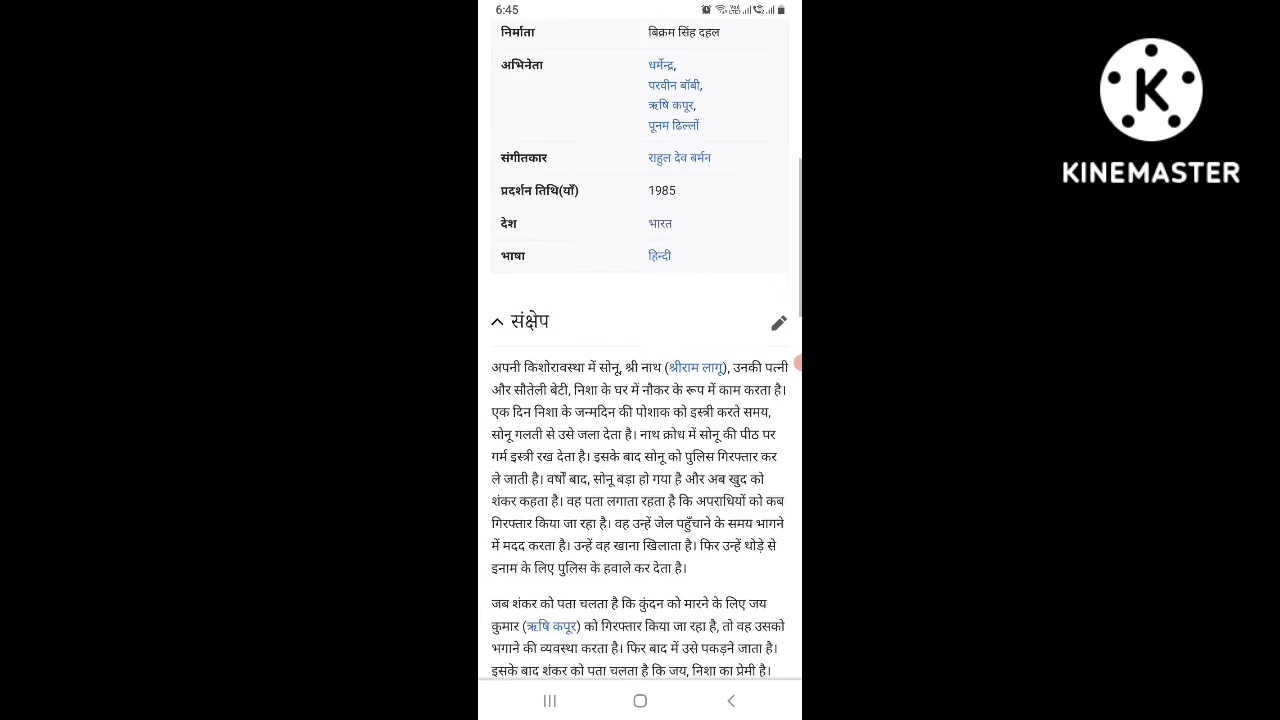 6:45
निर्माता बिक्रम सिंह दहल
अभिनेता धर्मेन्द्र,
परवीन बॉबी,
ऋषि कपूर,
पूनम ढिल्लों
संगीतकार राहुल देव बर्मन
प्रदर्शन तिथि(याँ) 1985
देश भारत
भाषा हिन्दी
संक्षेप
अपनी किशोरावस्था में सोनू, श्री नाथ (श्रीराम लागू), उनकी पत्नी
और सौतेली बेटी, निशा के घर में नौकर के रूप में काम करता है।
एक दिन निशा के जन्मदिन की पोशाक को इस्त्री करते समय,
सोनू गलती से उसे जला देता है। नाथ क्रोध में सोनू की पीठ पर
गर्म इस्त्री रख देता है। इसके बाद सोनू को पुलिस गिरफ्तार कर
ले जाती है। वर्षों बाद, सोनू बड़ा हो गया है और अब खुद को
शंकर कहता है। वह पता लगाता रहता है कि अपराधियों को कब
गिरफ्तार किया जा रहा है। वह उन्हें जेल पहुँचाने के समय भागने
में मदद करता है। उन्हें वह खाना खिलाता है। फिर उन्हें थोड़े से
इनाम के लिए पुलिस के हवाले कर देता है।
जब शंकर को पता चलता है कि कुंदन को मारने के लिए जय
कुमार (ऋषि कपूर) को गिरफ्तार किया जा रहा है, तो वह उसको
भगाने की व्यवस्था करता है। फिर बाद में उसे पकड़ने जाता है।
इसके बाद शंकर को पता चलता है कि जय, निशा का प्रेमी है।
K
KINEMASTER